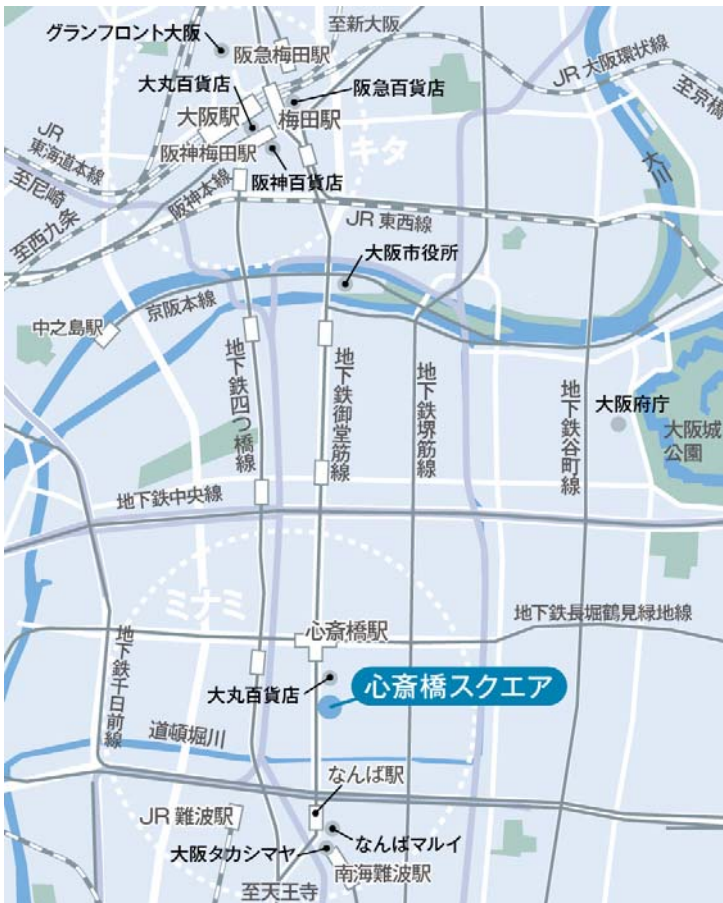 グランフロント大阪
至新大阪
阪急梅田駅
JR 大阪環状線
大丸百貨店
阪急百貨店
至京橋
大阪駅
梅田駅
JR
東海道本線
阪神梅田駅
キタ
大川
至尼崎
阪神本線
阪神百貨店
至西九条
JR 東西線
大阪市役所
京阪本線
中之島駅
地下鉄四つ橋線
地下鉄御堂筋線
地下鉄堺筋線
地下鉄谷町線
大阪府庁
大阪城
公園
地下鉄中央線
ミナミ
地下鉄長堀鶴見緑地線
心斎橋駅
地下鉄千日前線
大丸百貨店
心斎橋スクエア
道頓堀川
なんば駅
JR 難波駅
なんばマルイ
大阪タカシマヤ
南海難波駅
至天王寺